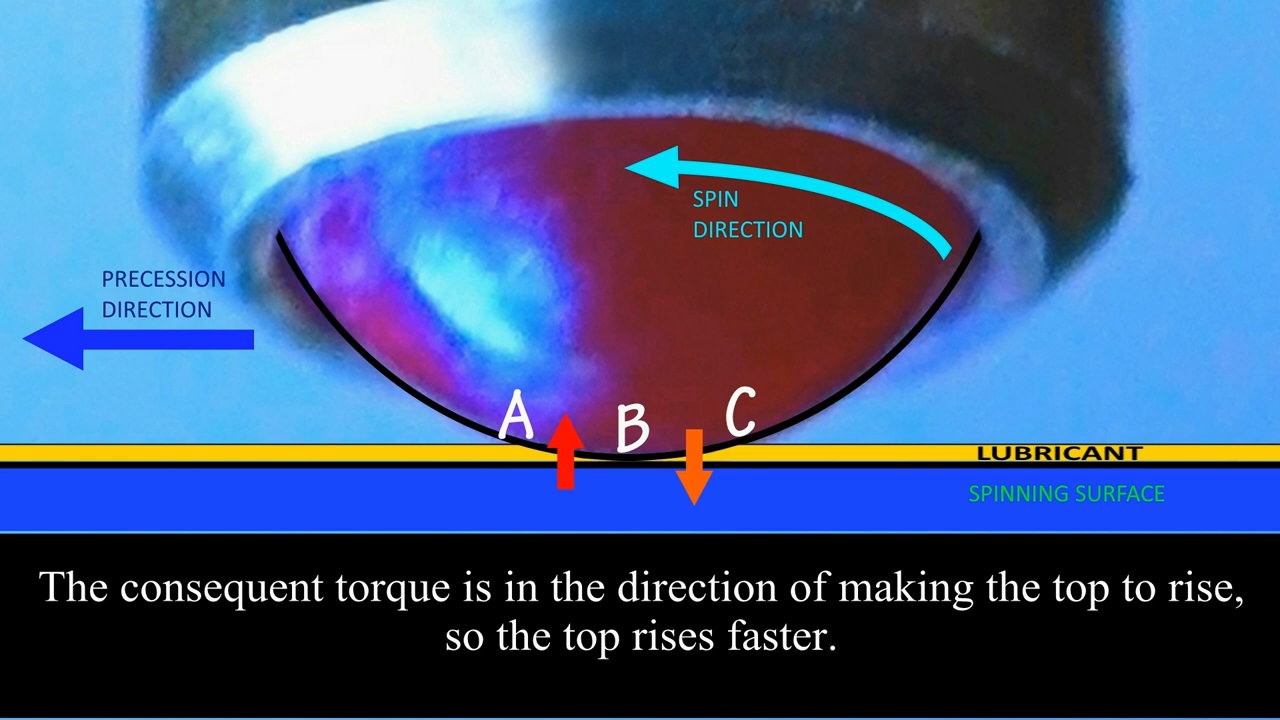 SPIN
DIRECTION
PRECESSION
DIRECTION
A B C
LUBRICANT
SPINNING SURFACE
The consequent torque is in the direction of making the top to rise,
so the top rises faster.